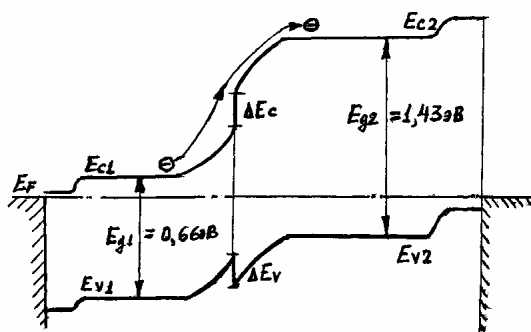 Ec2
ΔEc
Eg2 = 1,43эВ
EF
Ec1
Eg1 = 0,66эВ
ΔEv
Ev1
Ev2
⊖
⊖